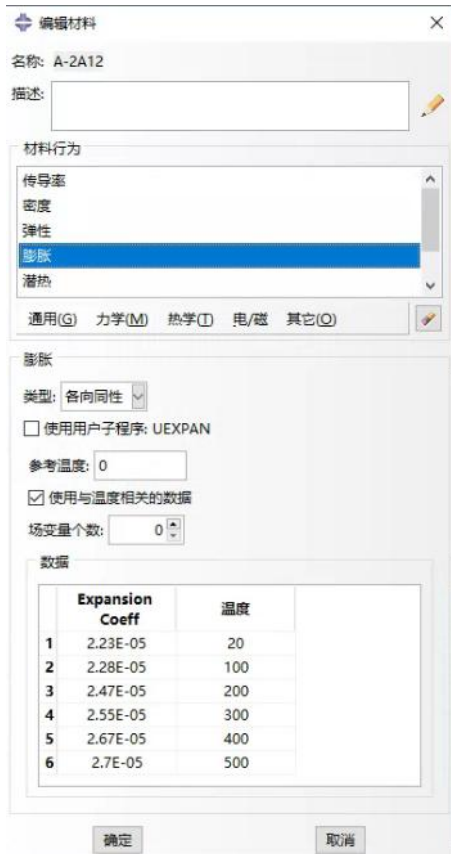 编辑材料
名称: A-2A12
描述:
材料行为
传导率
密度
弹性
膨胀
潜热
通用(G) 力学(M) 热学(T) 电/磁 其它(O)
膨胀
类型: 各向同性
使用用户子程序: UEXPAN
参考温度: 0
使用与温度相关的数据
场变量个数: 0
数据
Expansion
Coeff 温度
1 2.23E-05 20
2 2.28E-05 100
3 2.47E-05 200
4 2.55E-05 300
5 2.67E-05 400
6 2.7E-05 500
确定 取消